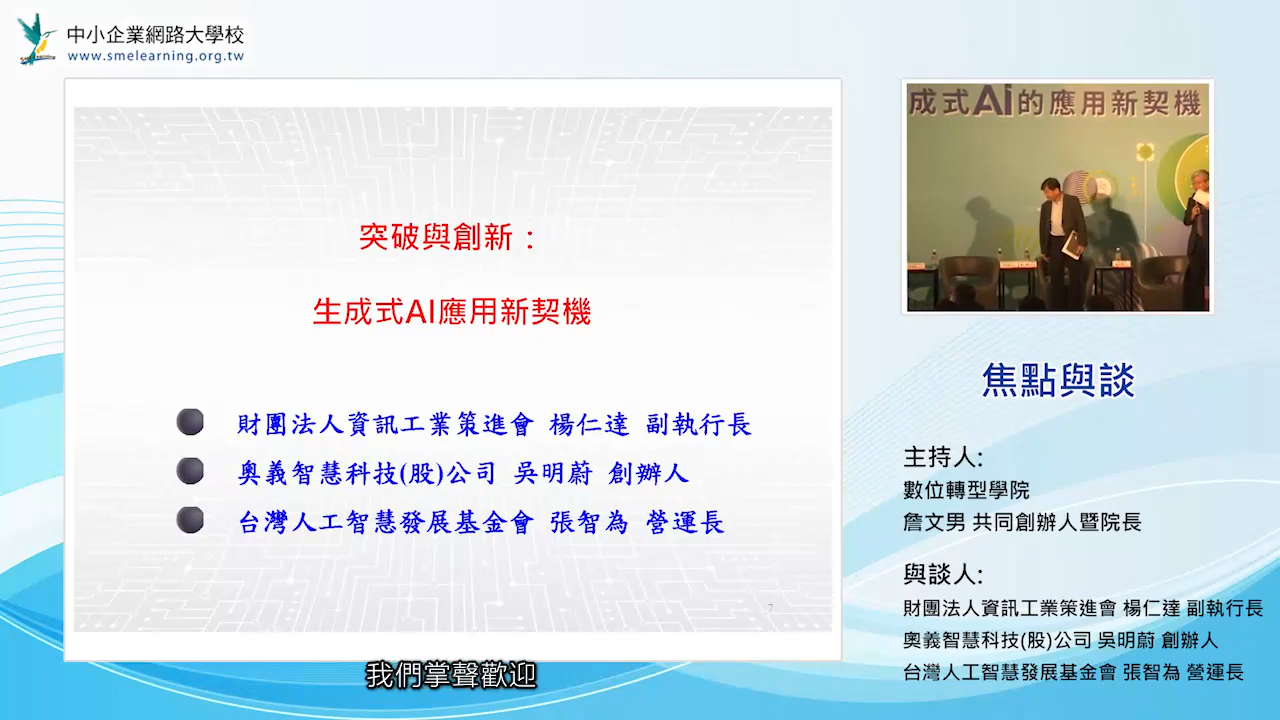 中小企業網路大學校
www.smelearning.org.tw
突破與創新：
生成式AI應用新契機
財團法人資訊工業策進會 楊仁達 副執行長
奧義智慧科技(股)公司 吳明蔚 創辦人
台灣人工智慧發展基金會 張智為 營運長
7
我們掌聲歡迎
成式Ai的應用新契機
焦點與談
主持人:
數位轉型學院
詹文男 共同創辦人暨院長
與談人:
財團法人資訊工業策進會 楊仁達 副執行長
奧義智慧科技(股)公司 吳明蔚 創辦人
台灣人工智慧發展基金會 張智為 營運長